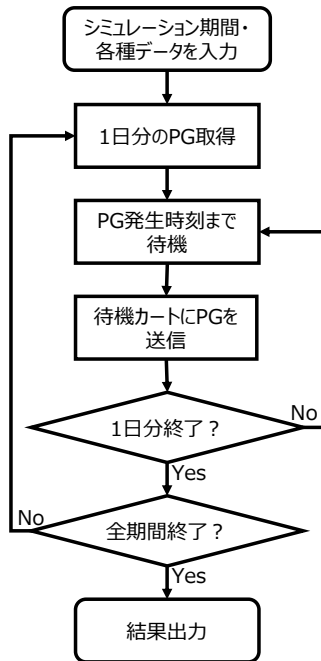 シミュレーション期間・
各種データを入力
1日分のPG取得
PG発生時刻まで
待機
待機カートにPGを
送信
1日分終了？
No
Yes
No
全期間終了？
Yes
結果出力